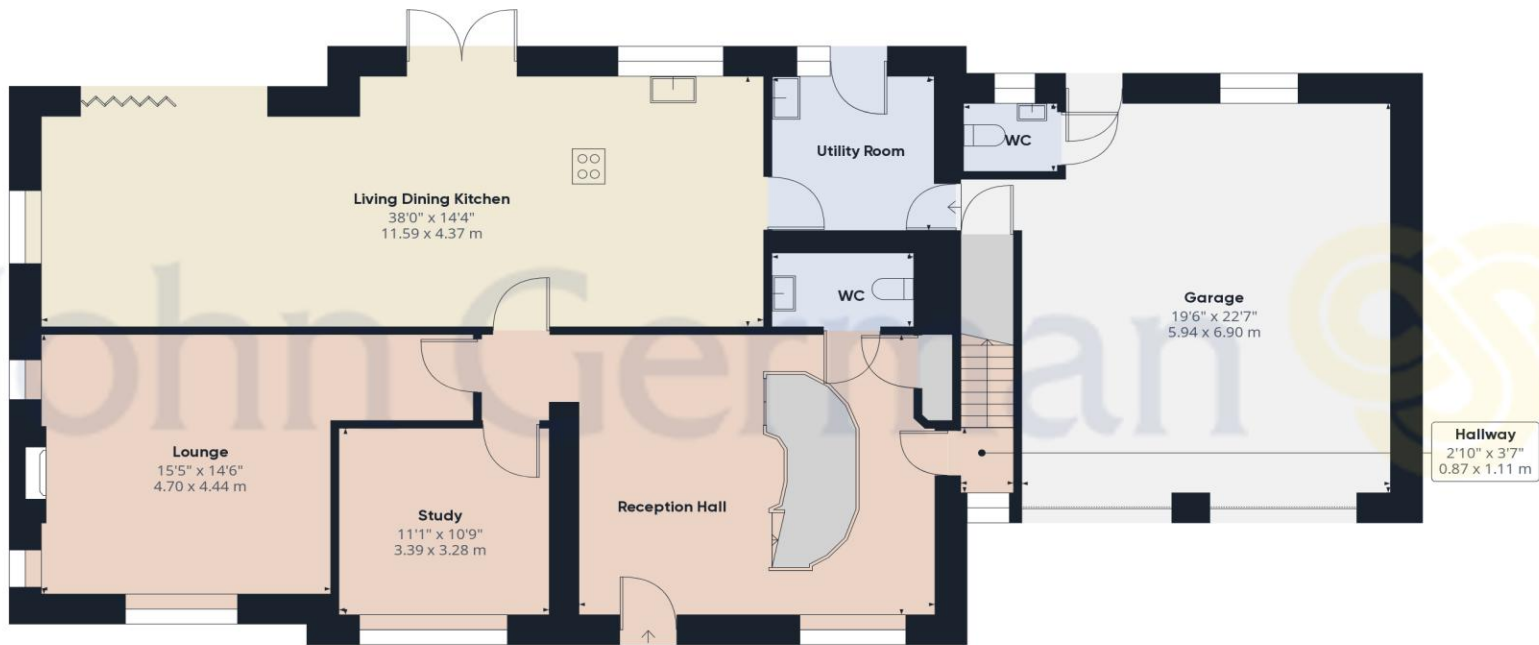 Living Dining Kitchen
38'0" x 14'4"
11.59 x 4.37 m
Utility Room
WC
WC
Garage
19'6" x 22'7"
5.94 x 6.90 m
Lounge
15'5" x 14'6"
4.70 x 4.44 m
Study
11'1" x 10'9"
3.39 x 3.28 m
Reception Hall
Hallway
2'10" x 3'7"
0.87 x 1.11 m
John German